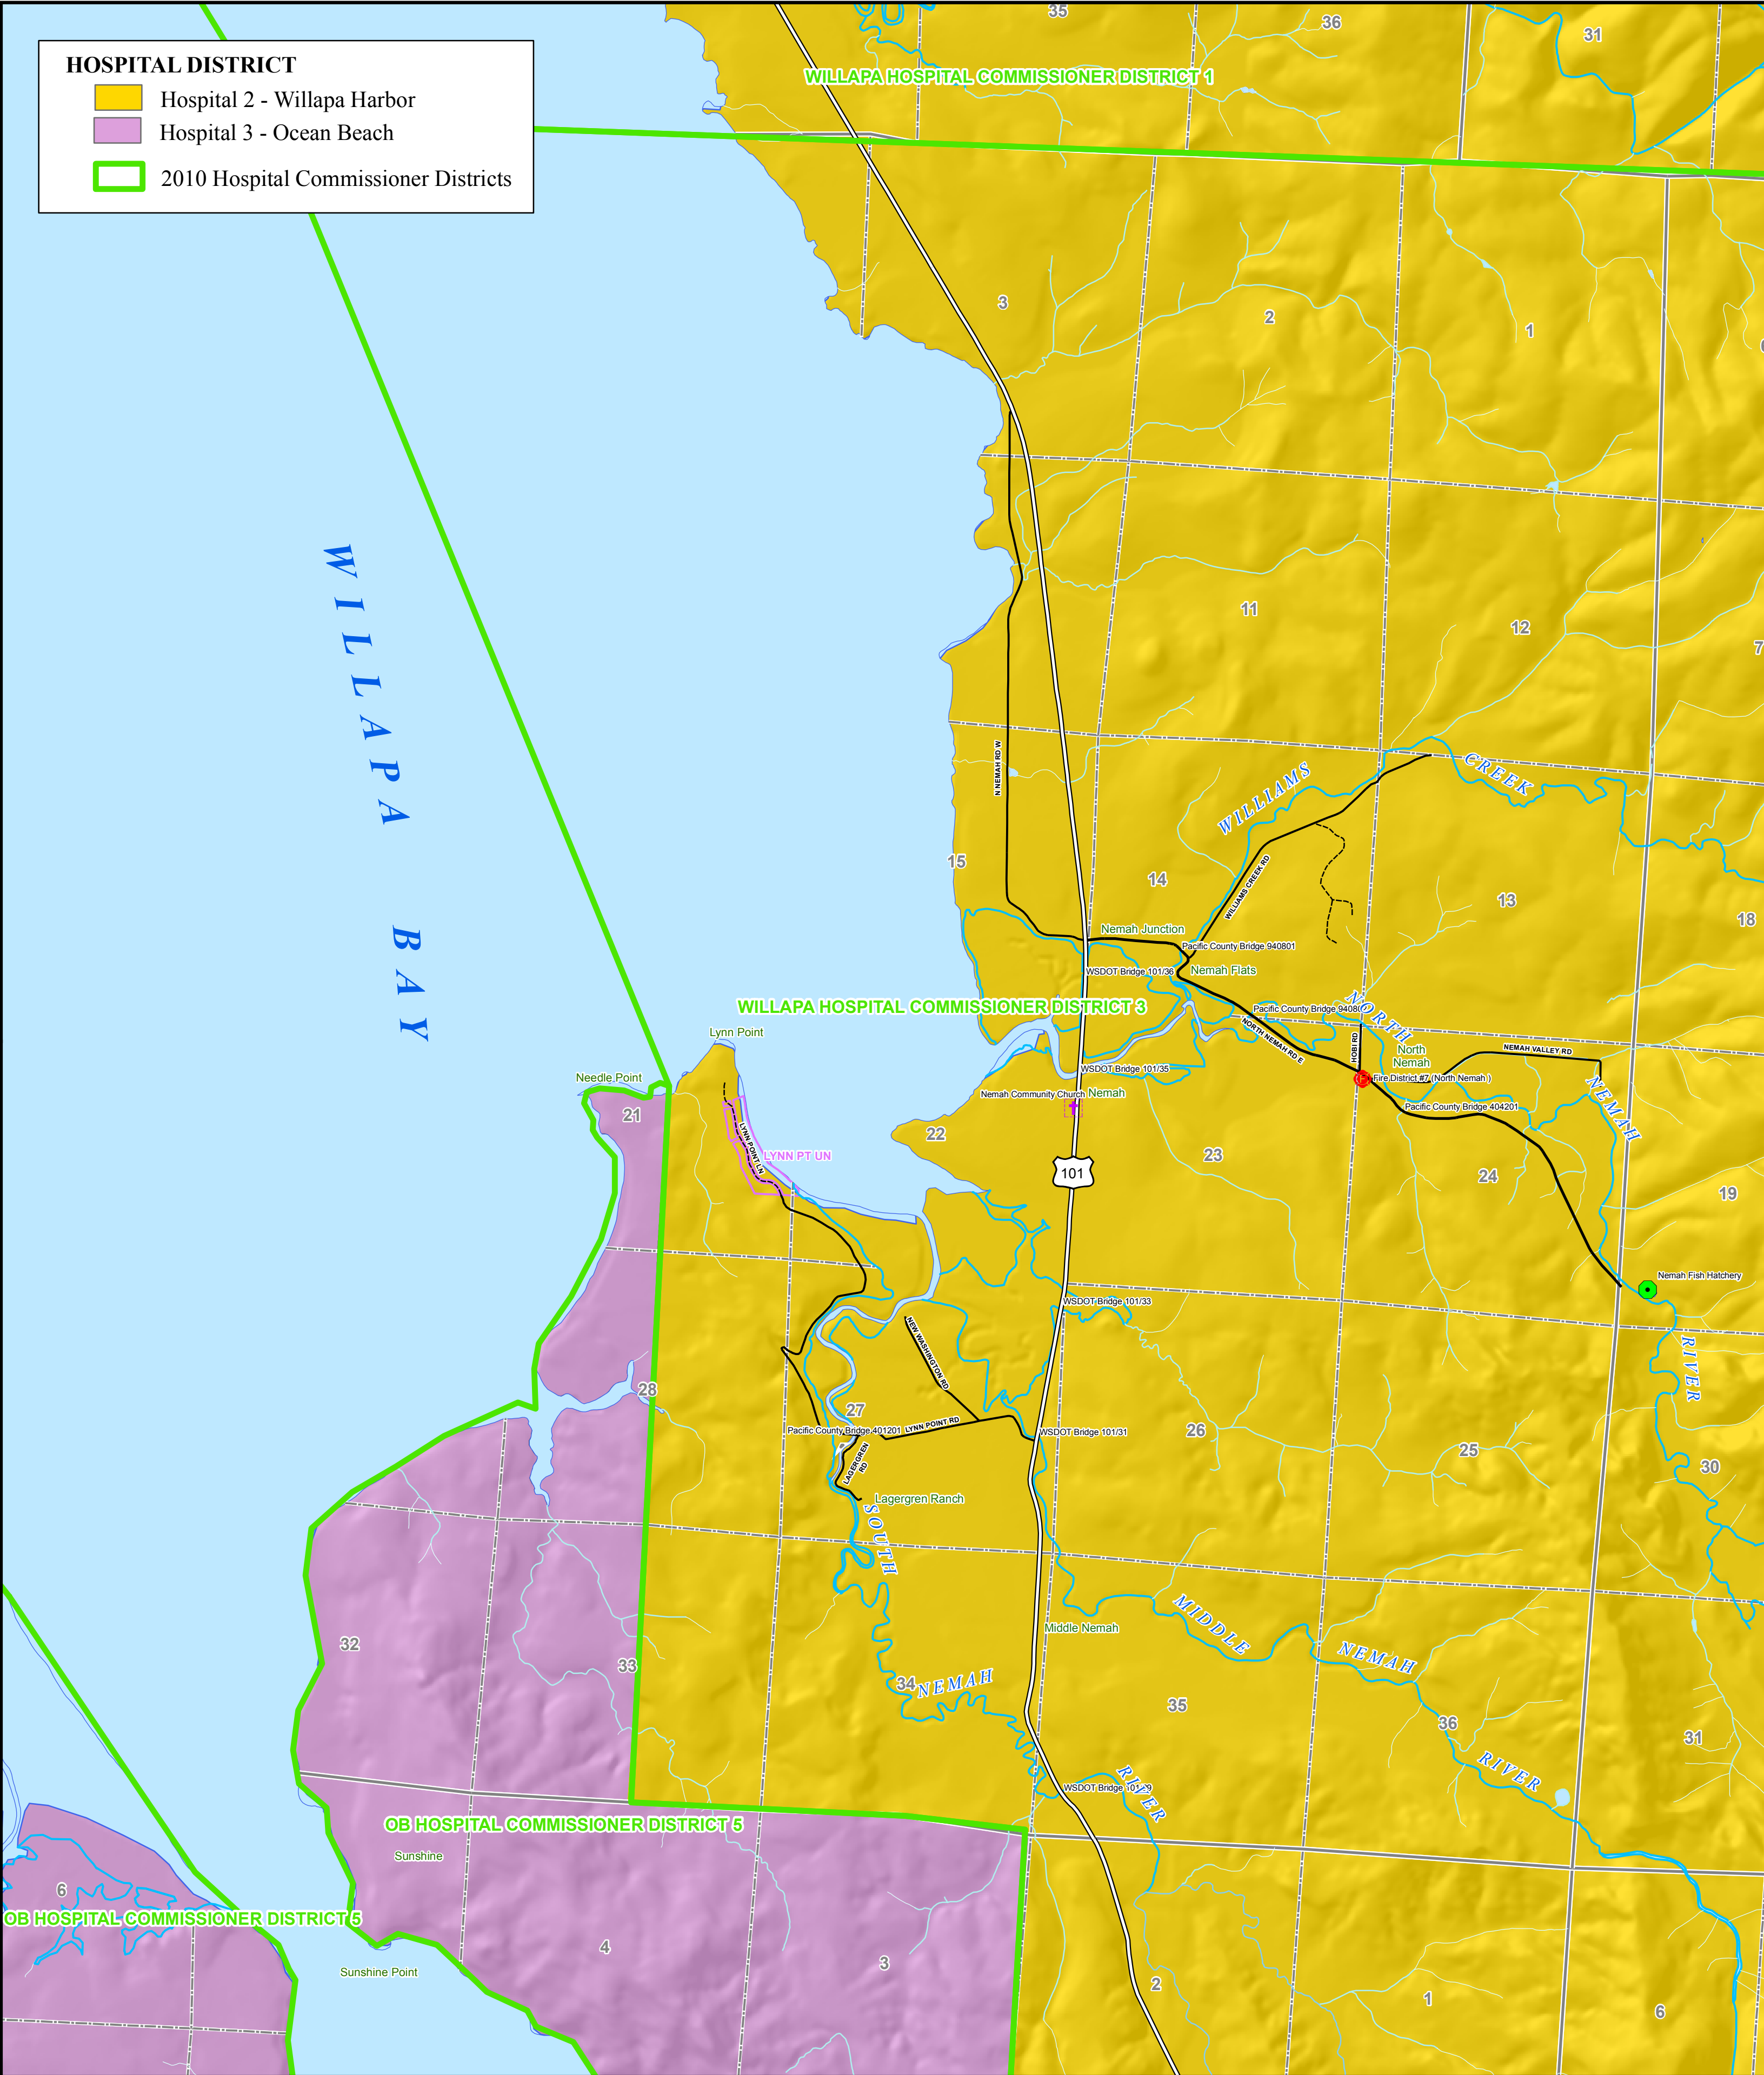 HOSPITAL DISTRICT
Hospital 2 - Willapa Harbor
Hospital 3 - Ocean Beach
2010 Hospital Commissioner Districts
35
36
31
WILLAPA HOSPITAL COMMISSIONER DISTRICT 1
3
2
1
WILLAPA BAY
11
12
7
N NEMAH RD W
WILLIAMS
CREEK
15
14
WILLIAMS CREEK RD
13
18
Nemah Junction
Pacific County Bridge 940801
WSDOT Bridge 101/36
Nemah Flats
WILLAPA HOSPITAL COMMISSIONER DISTRICT 3
NORTH
Lynn Point
NORTH NEMAH RD E
HOBI RD
North
Nemah
NEMAH VALLEY RD
WSDOT Bridge 101/35
Needle Point
Fire District #7 (North Nemah )
Nemah Community Church
Nemah
NEMAH
Pacific County Bridge 404201
21
22
LYNN POINT LN
LYNN PT UN
23
101
24
19
Nemah Fish Hatchery
WSDOT Bridge 101/33
RIVER
NEW WASHINGTON RD
28
27
LYNN POINT RD
Pacific County Bridge 401201
WSDOT Bridge 101/31
26
25
30
LAGERGREN
RD
Lagergren Ranch
SOUTH
MIDDLE
Middle Nemah
NEMAH
32
33
34
NEMAH
35
36
31
RIVER
RIVER
OB HOSPITAL COMMISSIONER DISTRICT 5
Sunshine
6
OB HOSPITAL COMMISSIONER DISTRICT 5
4
3
Sunshine Point
2
1
6